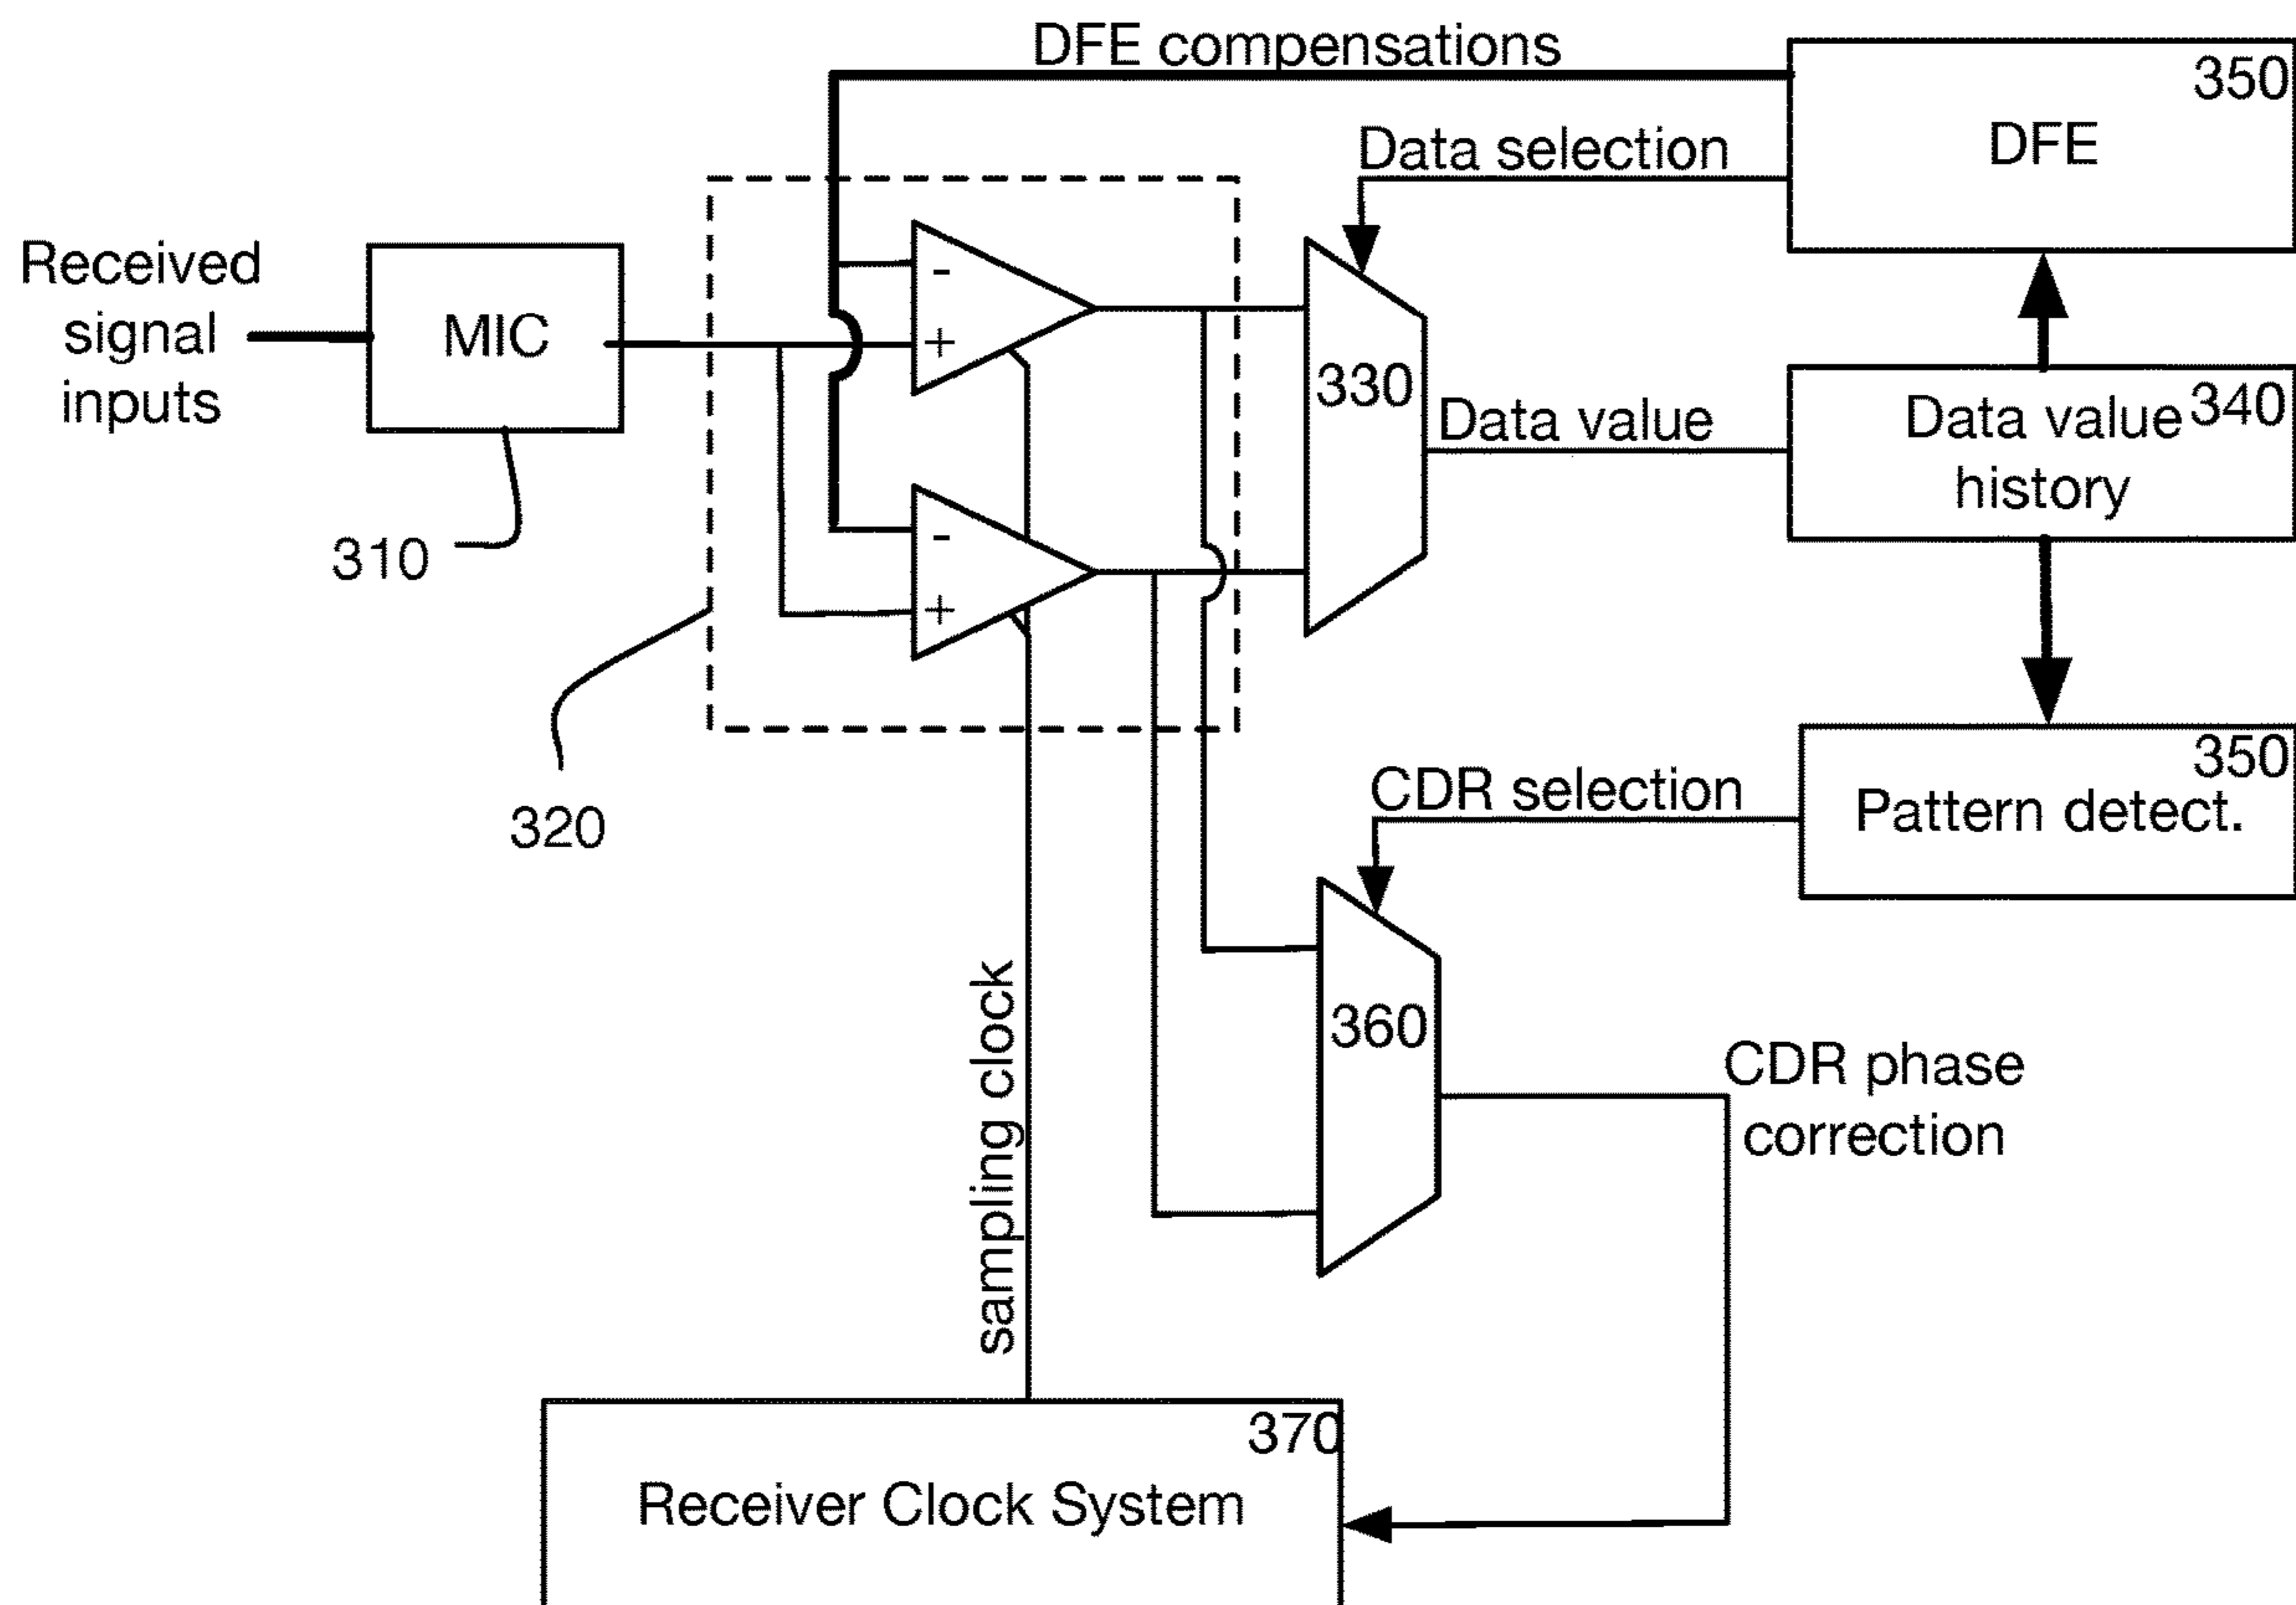 DFE compensations
350
DFE
Data selection
Received
signal
inputs
MIC
-
+
330
Data value
Data value 340
history
310
-
+
320
350
Pattern detect.
CDR selection
360
sampling clock
CDR phase
correction
370
Receiver Clock System